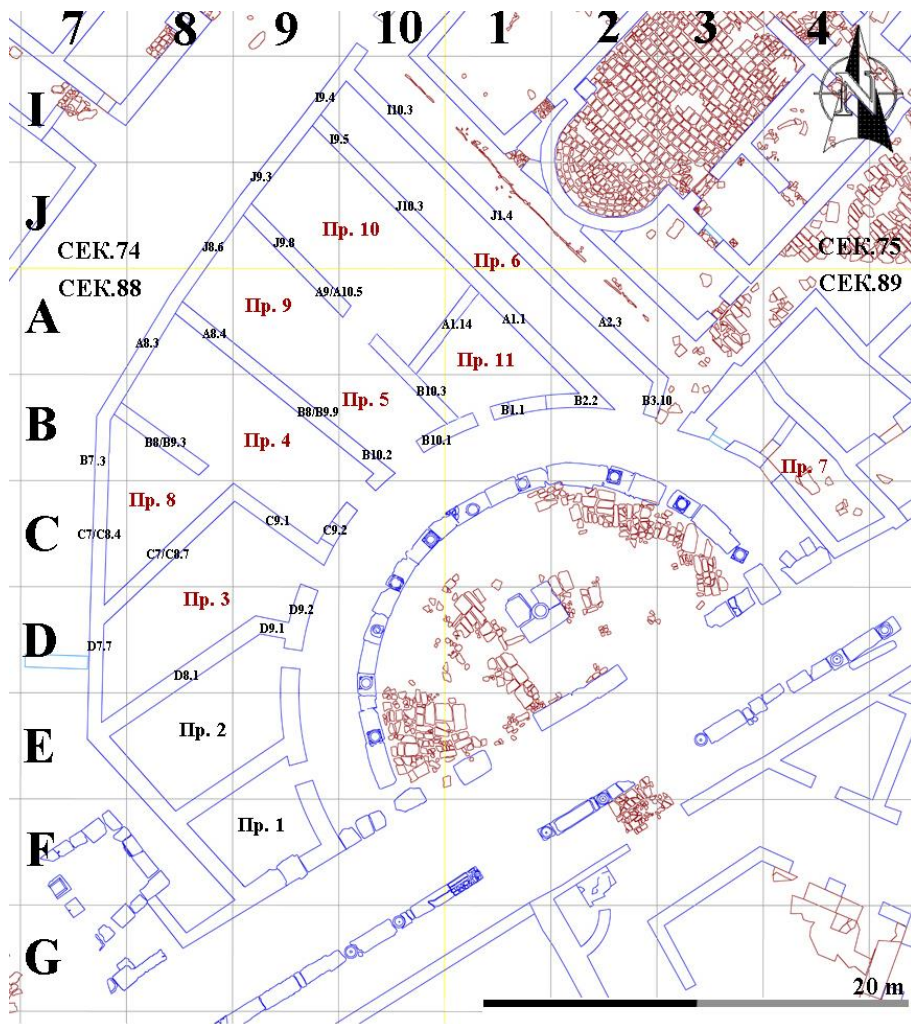 7 8 9 10 1 2 3 4
N
I9.4
I10.3
I
I9.5
J9.3
J10.3
J1.4
J
Пр. 10
J9.8
J8.6
СЕК.74
СЕК.75
Пр. 6
СЕК.88
СЕК.89
A9/A10.5
Пр. 9
A
A8.4
A1.14
A1.1
A2.3
A8.3
Пр. 11
B10.3
Пр. 5
B8/B9.9
B1.1
B2.2
B3.10
B
B8/B9.3
Пр. 4
B10.1
B10.2
B7.3
Пр. 7
Пр. 8
C9.1
C9.2
C
C7/C8.4
C7/C8.7
Пр. 3
D9.2
D9.1
D
D7.7
D8.1
E
Пр. 2
Пр. 1
F
G
20 m